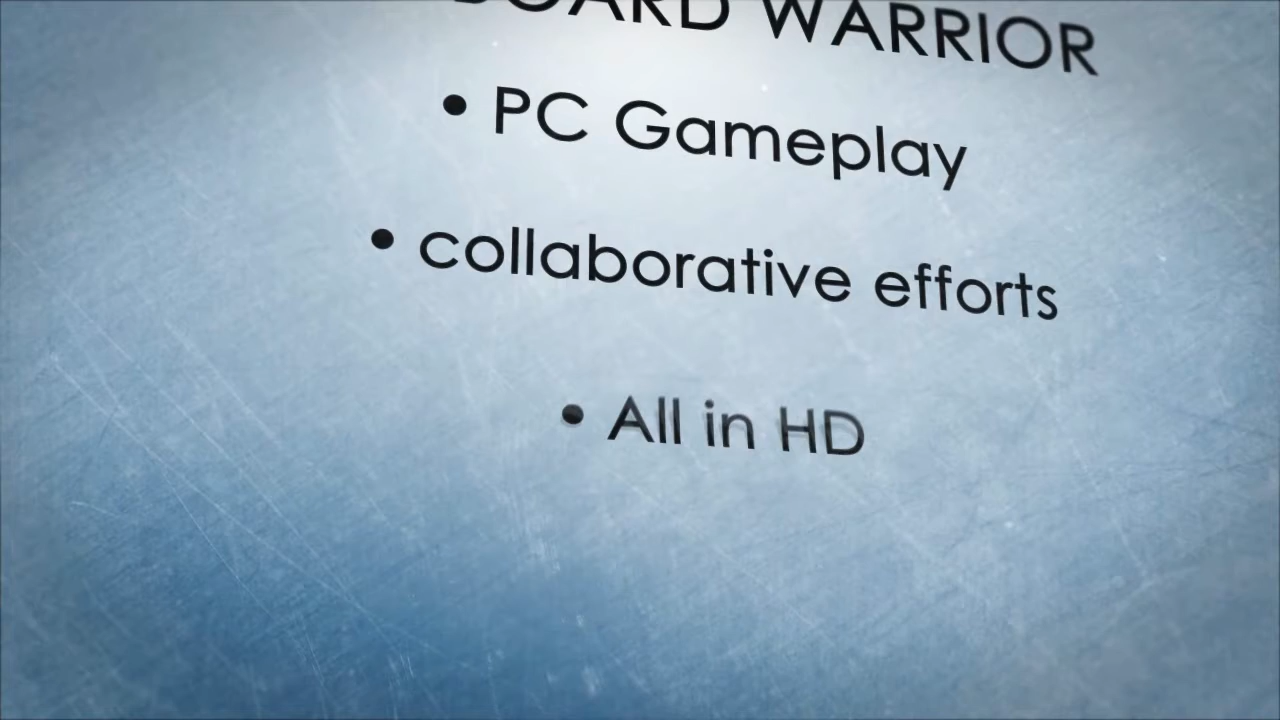 WARRIOR
• PC Gameplay
• collaborative efforts
• All in HD